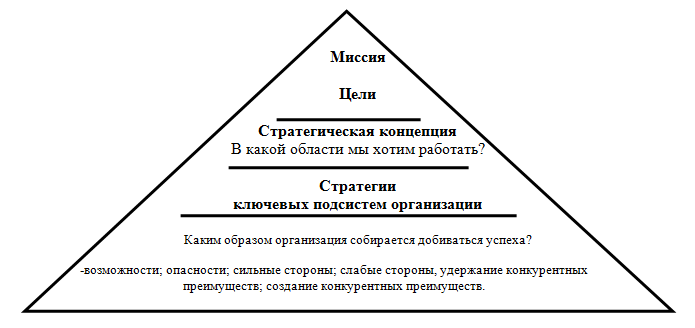 Миссия
Цели
Стратегическая концепция
В какой области мы хотим работать?
Стратегии
ключевых подсистем организации
Каким образом организация собирается добиваться успеха?
-возможности; опасности; сильные стороны; слабые стороны, удержание конкурентных
преимуществ; создание конкурентных преимуществ.